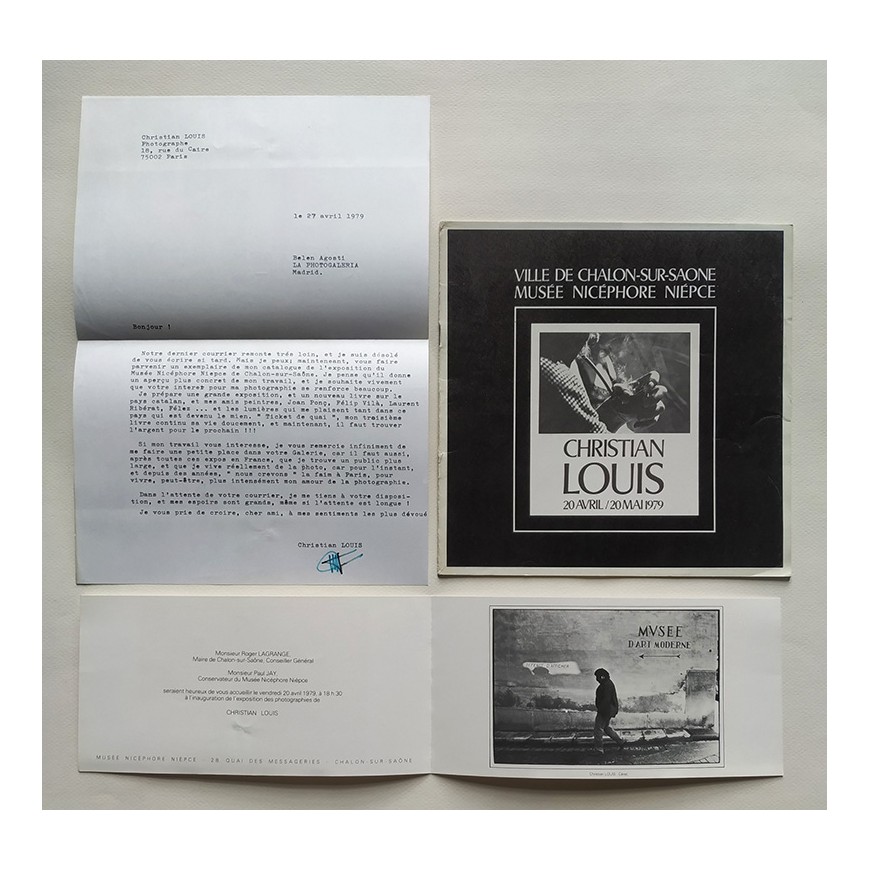 Christian LOUIS
Photographe
18, rue du Caire
75002 Paris
le 27 avril 1979
Belen Agosti
LA PHOTOGALERIA
Madrid.
Bonjour !
Notre dernier courrier remonte très loin, et je suis désolé
de vous écrire si tard. Mais je peux; maintensnt, vous faire
parvenir un exemplaire de mon catalogue de l'exposition du
Musée Nicéphore Niepce de Chalon-sur-Saône. Je pense qu'il donne
un aperçu plus concret de mon travail, et je souhaite vivement
que votre interet pour ma photographie se renforce beaucoup.
Je prépare une grande exposition, et un nouveau livre sur le
pays catalan, et mes amis peintres, Joan Ponç, Félip Vilà, Laurent
Ribérat, Félez ... et les lumières qui me plaisent tant dans ce
pays qui est devenu le mien. " Ticket de quai ", mon troisième
livre continu sa vie doucement, et maintenant, il faut trouver
l'argent pour le prochain !!!
Si mon travail vous interesse, je vous remercie infiniment de
me faire une petite place dans votre Galerie, car il faut aussi,
après toutes ces expos en France, que je trouve un public plus
large, et que je vive réellement de la photo, car pour l'instant,
et depuis des années, " nous crevons " la faim à Paris, pour
vivre, peut-être, plus intensément mon amour de la photographie.
Dans l'attente de votre courrier, je me tiens à votre disposi-
tion, et mes espoirs sont grands, même si l'attente est longue !
Je vous prie de croire, cher ami, à mes sentiments les plus dévoué
Christian LOUIS
VILLE DE CHALON-SUR-SAONE
MUSÉE NICÉPHORE NIÉPCE
CHRISTIAN
LOUIS
20 AVRIL / 20 MAI 1979
Monsieur Roger LAGRANGE,
Maire de Chalon-sur-Saône, Conseiller Général
Monsieur Paul JAY,
Conservateur du Musée Nicéphore Niépce
seraient heureux de vous accueillir le vendredi 20 avril 1979, à 18 h 30
à l'inauguration de l'exposition des photographies de
CHRISTIAN LOUIS
MUSÉE NICÉPHORE NIÉPCE 28 QUAI DES MESSAGERIES - CHALON-SUR-SAÔNE
MVSEE
D'ART MODERNE
D'AFFICHER
Christian LOUIS